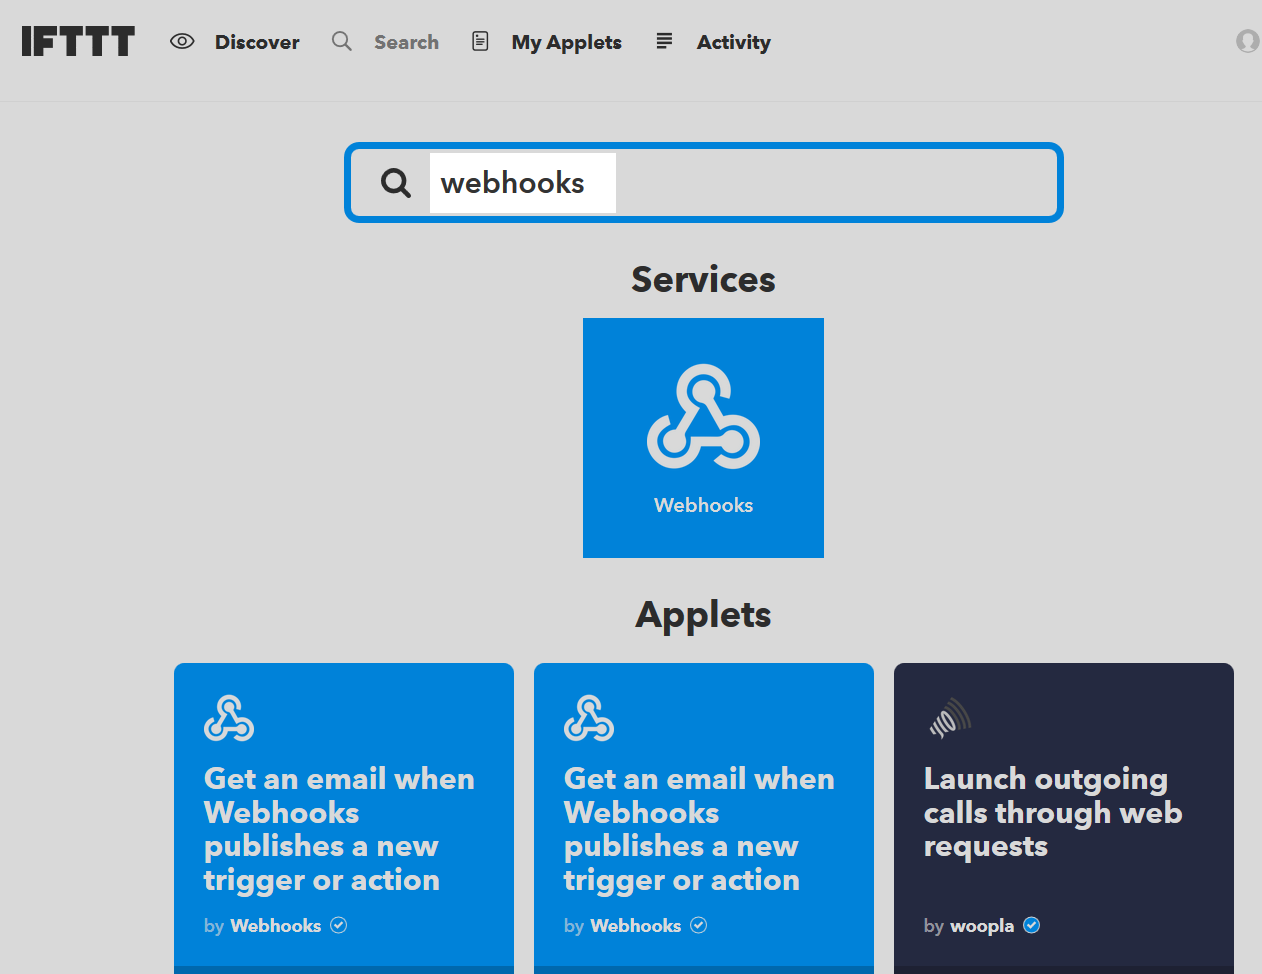 IFTTT Discover Search My Applets Activity
webhooks
Services
Webhooks
Applets
Get an email when
Webhooks
publishes a new
trigger or action
by Webhooks
Get an email when
Webhooks
publishes a new
trigger or action
by Webhooks
Launch outgoing
calls through web
requests
by woopla